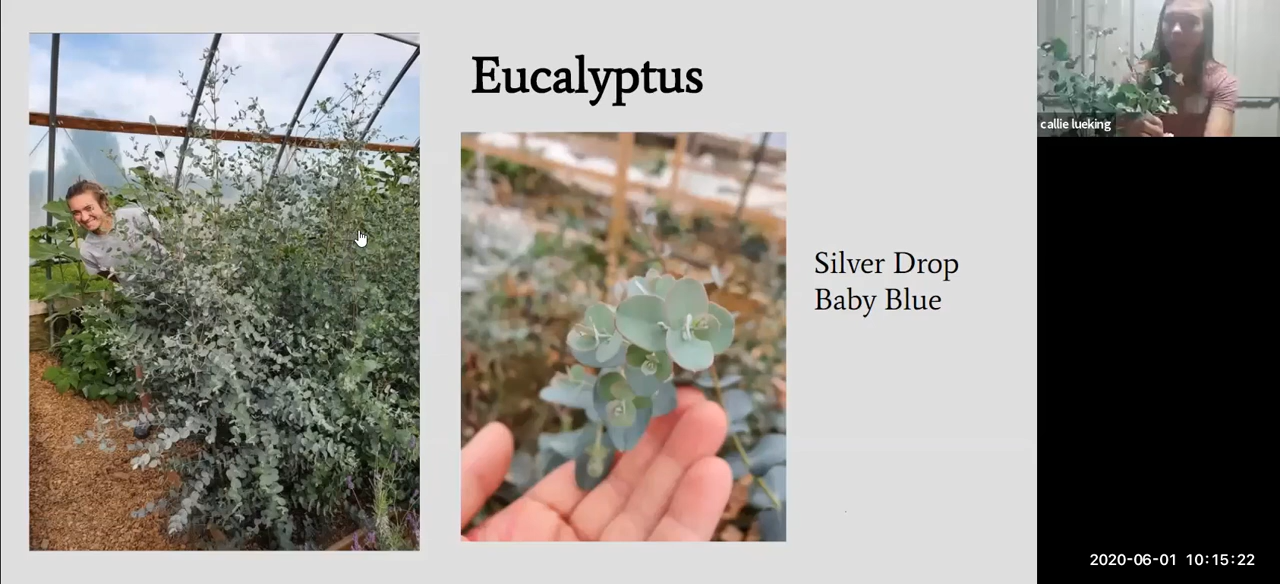 Eucalyptus
Silver Drop
Baby Blue
callie lueking
2020-06-01 10:15:22